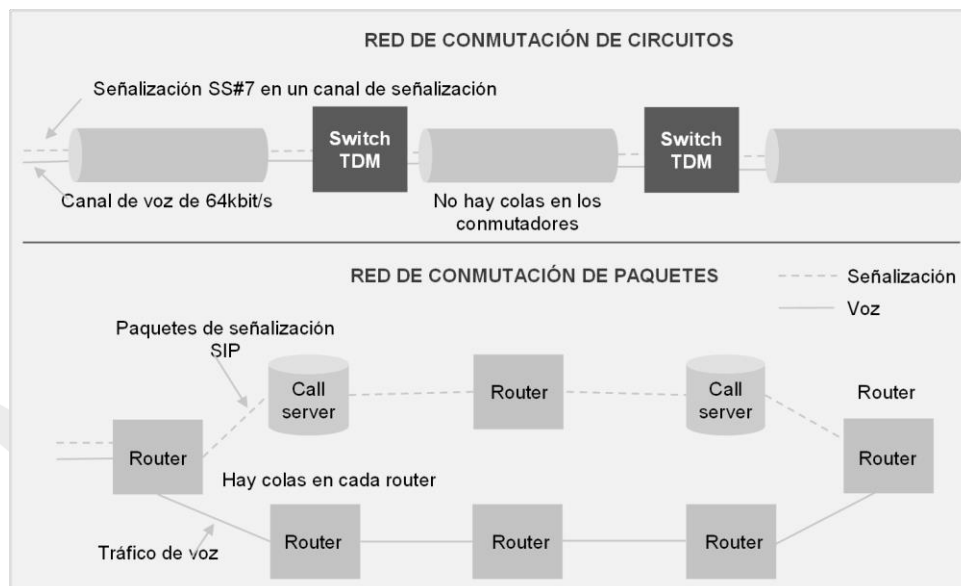 RED DE CONMUTACIÓN DE CIRCUITOS
Señalización SS#7 en un canal de señalización
Switch
TDM
Switch
TDM
Canal de voz de 64kbit/s
No hay colas en los
conmutadores
RED DE CONMUTACIÓN DE PAQUETES
Señalización
Voz
Paquetes de señalización
SIP
Call
server
Router
Call
server
Router
Router
Router
Hay colas en cada router
Tráfico de voz
Router
Router
Router